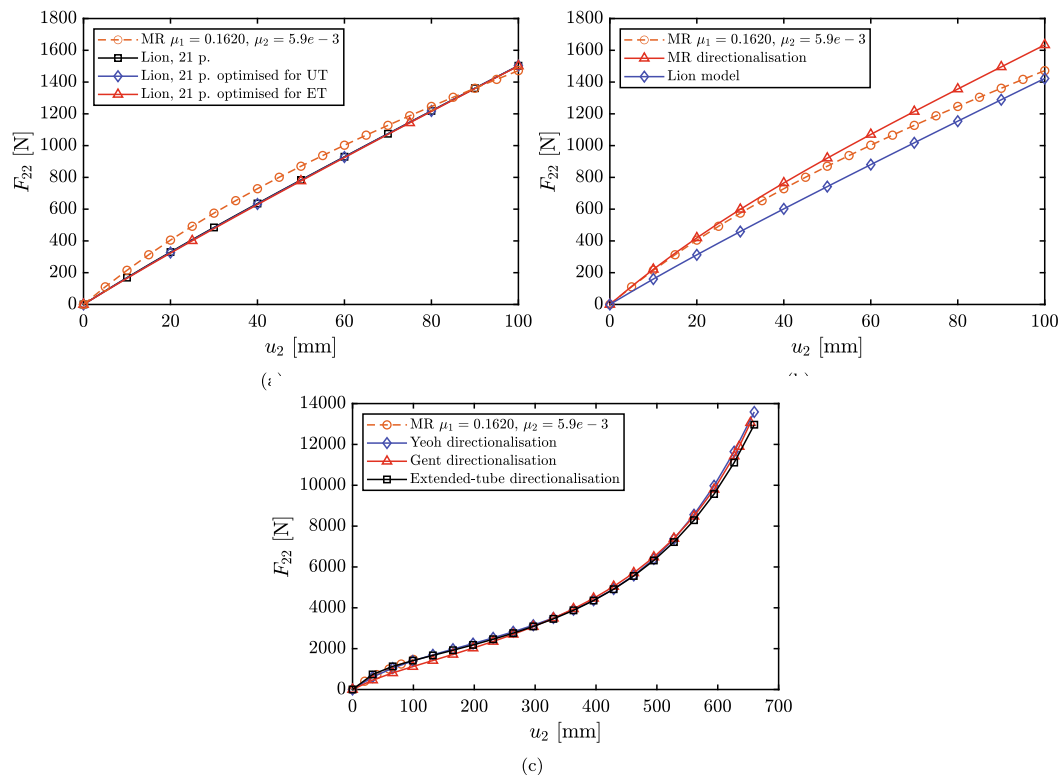 1800
1600
1400
1200
1000
800
600
400
200
0
F22 [N]
MR μ1 = 0.1620, μ2 = 5.9e − 3
Lion, 21 p.
Lion, 21 p. optimised for UT
Lion, 21 p. optimised for ET
0 20 40 60 80 100
u2 [mm]
1800
1600
1400
1200
1000
800
600
400
200
0
F22 [N]
MR μ1 = 0.1620, μ2 = 5.9e − 3
MR directionalisation
Lion model
0 20 40 60 80 100
u2 [mm]
14000
12000
10000
8000
6000
4000
2000
0
F22 [N]
MR μ1 = 0.1620, μ2 = 5.9e − 3
Yeoh directionalisation
Gent directionalisation
Extended-tube directionalisation
0 100 200 300 400 500 600 700
u2 [mm]
(c)